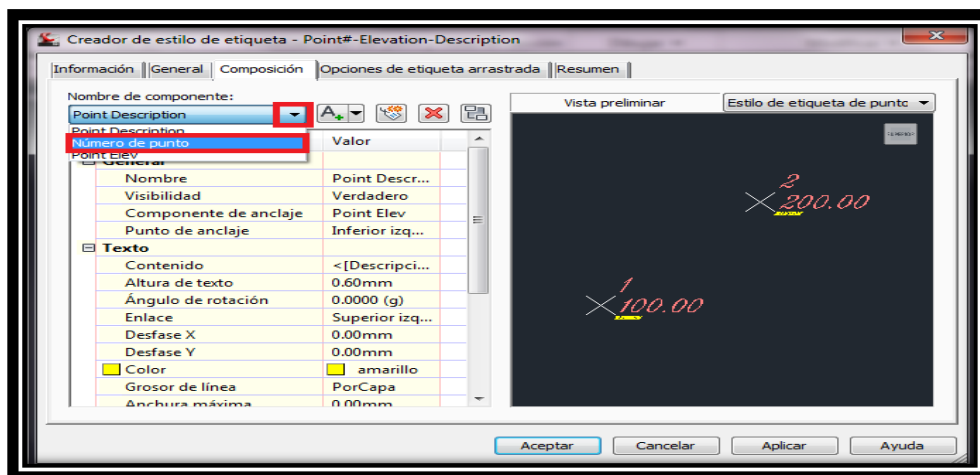 Creador de estilo de etiqueta - Point#-Elevation-Description
Información General Composición Opciones de etiqueta arrastrada Resumen
Nombre de componente:
Point Description
Point Description
Número de punto
Point Elev
Valor
General
Nombre Point Descr...
Visibilidad Verdadero
Componente de anclaje Point Elev
Punto de anclaje Inferior izq...
Texto
Contenido <[Descripci...
Altura de texto 0.60mm
Ángulo de rotación 0.0000 (g)
Enlace Superior izq...
Desfase X 0.00mm
Desfase Y 0.00mm
Color amarillo
Grosor de línea PorCapa
Anchura máxima 0.00mm
Vista preliminar Estilo de etiqueta de punto
SUPERIOR
2
200.00
1
100.00
Aceptar Cancelar Aplicar Ayuda